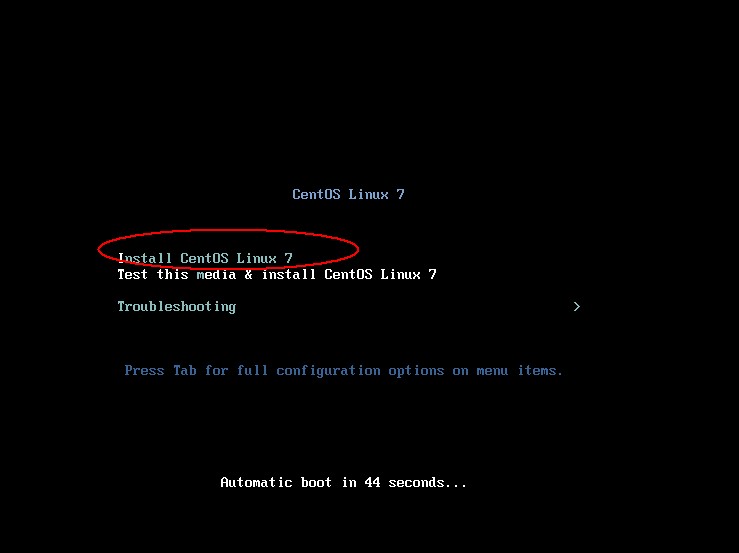 CentOS Linux 7
Install CentOS Linux 7
Test this media & install CentOS Linux 7
Troubleshooting >
Press Tab for full configuration options on menu items.
Automatic boot in 44 seconds...